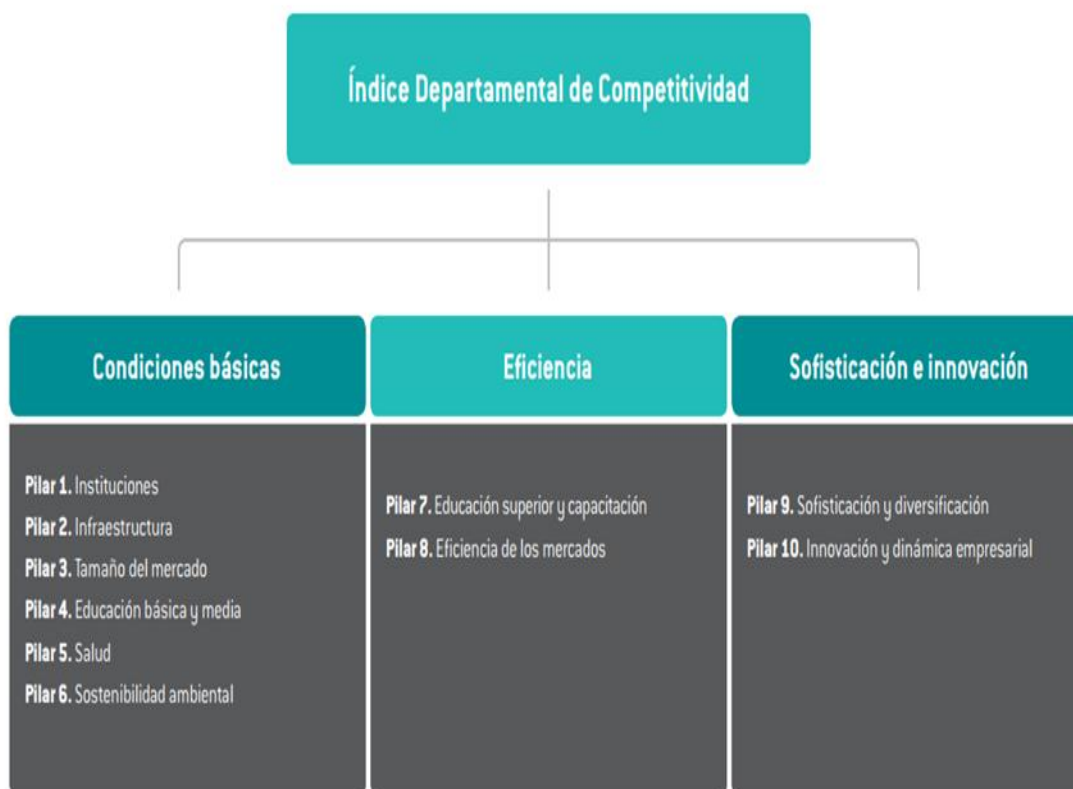 Índice Departamental de Competitividad
Condiciones básicas
Pilar 1. Instituciones
Pilar 2. Infraestructura
Pilar 3. Tamaño del mercado
Pilar 4. Educación básica y media
Pilar 5. Salud
Pilar 6. Sostenibilidad ambiental
Eficiencia
Pilar 7. Educación superior y capacitación
Pilar 8. Eficiencia de los mercados
Sofisticación e innovación
Pilar 9. Sofisticación y diversificación
Pilar 10. Innovación y dinámica empresarial